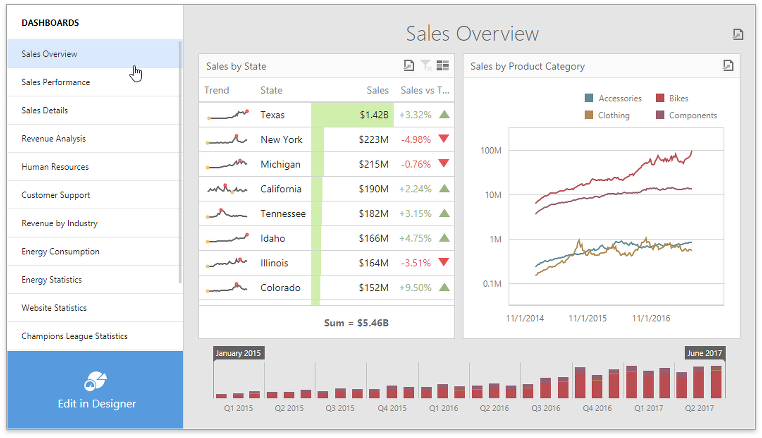 DASHBOARDS
Sales Overview
Sales Performance
Sales Details
Revenue Analysis
Human Resources
Customer Support
Revenue by Industry
Energy Consumption
Energy Statistics
Website Statistics
Champions League Statistics
Edit in Designer
Sales Overview
Sales by State
Trend State Sales Sales vs T...
Texas $1.42B +3.32%
New York $223M -4.98%
Michigan $215M -0.76%
California $190M +2.24%
Tennessee $182M +3.15%
Idaho $166M +4.75%
Illinois $164M -3.51%
Colorado $152M +9.50%
Sum = $5.46B
Sales by Product Category
Accessories Bikes
Clothing Components
100M
10M
1M
0.1M
11/1/2014 11/1/2015 11/1/2016
January 2015 June 2017
Q1 2015 Q2 2015 Q3 2015 Q4 2015 Q1 2016 Q2 2016 Q3 2016 Q4 2016 Q1 2017 Q2 2017